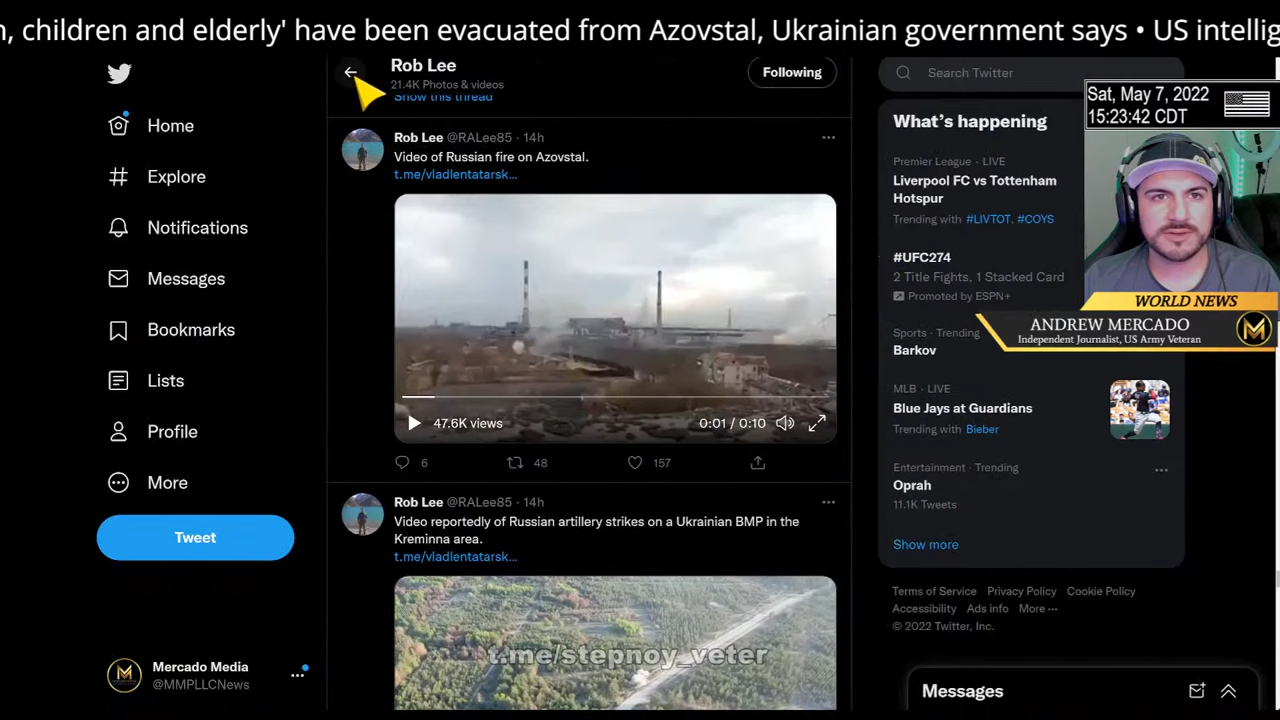 n, children and elderly' have been evacuated from Azovstal, Ukrainian government says • US intellig
Home
Explore
Notifications
Messages
Bookmarks
Lists
Profile
More
Tweet
Mercado Media
@MMPLLCNews
Rob Lee
21.4K Photos & videos
Following
Show this thread
Rob Lee @RALee85 · 14h
Video of Russian fire on Azovstal.
t.me/vladlentatarsk...
47.6K views
0:01 / 0:10
6
48
157
Rob Lee @RALee85 · 14h
Video reportedly of Russian artillery strikes on a Ukrainian BMP in the
Kreminna area.
t.me/vladlentatarsk...
t.me/stepnoy_veter
Search Twitter
Sat, May 7, 2022
15:23:42 CDT
What's happening
Premier League · LIVE
Liverpool FC vs Tottenham
Hotspur
Trending with #LIVTOT, #COYS
#UFC274
2 Title Fights, 1 Stacked Card
Promoted by ESPN+
WORLD NEWS
ANDREW MERCADO
Independent Journalist, US Army Veteran
Sports · Trending
Barkov
MLB · LIVE
Blue Jays at Guardians
Trending with Bieber
Entertainment · Trending
Oprah
11.1K Tweets
Show more
Terms of Service Privacy Policy Cookie Policy
Accessibility Ads info More ···
© 2022 Twitter, Inc.
Messages